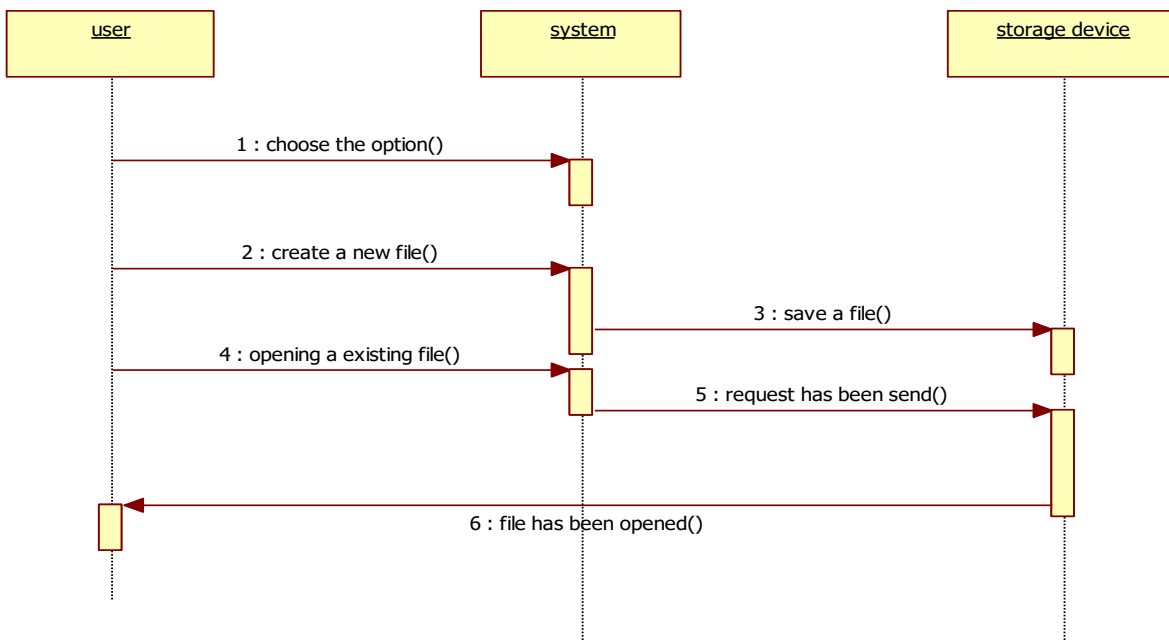 user
system
storage device
1 : choose the option()
2 : create a new file()
3 : save a file()
4 : opening a existing file()
5 : request has been send()
6 : file has been opened()